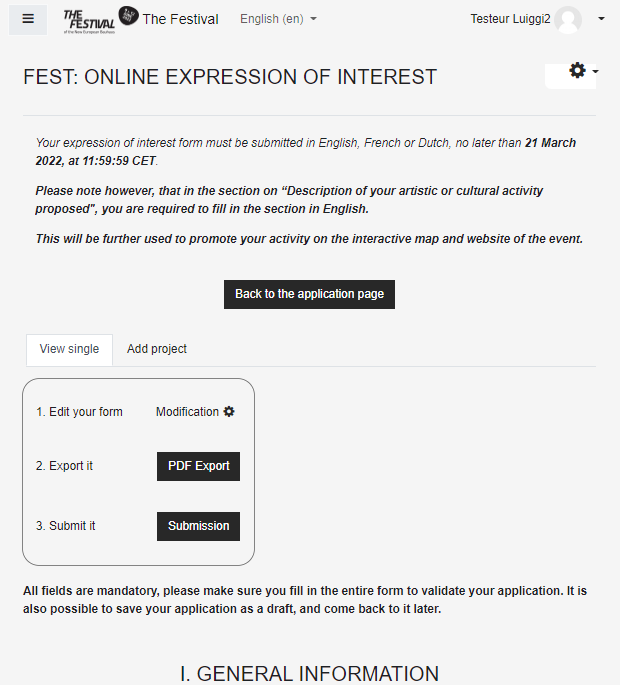 THE FESTIVAL
of the New European Bauhaus
The Festival
English (en)
Testeur Luiggi2
FEST: ONLINE EXPRESSION OF INTEREST
Your expression of interest form must be submitted in English, French or Dutch, no later than 21 March
2022, at 11:59:59 CET.
Please note however, that in the section on “Description of your artistic or cultural activity
proposed", you are required to fill in the section in English.
This will be further used to promote your activity on the interactive map and website of the event.
Back to the application page
View single
Add project
1. Edit your form Modification
2. Export it PDF Export
3. Submit it Submission
All fields are mandatory, please make sure you fill in the entire form to validate your application. It is
also possible to save your application as a draft, and come back to it later.
I. GENERAL INFORMATION